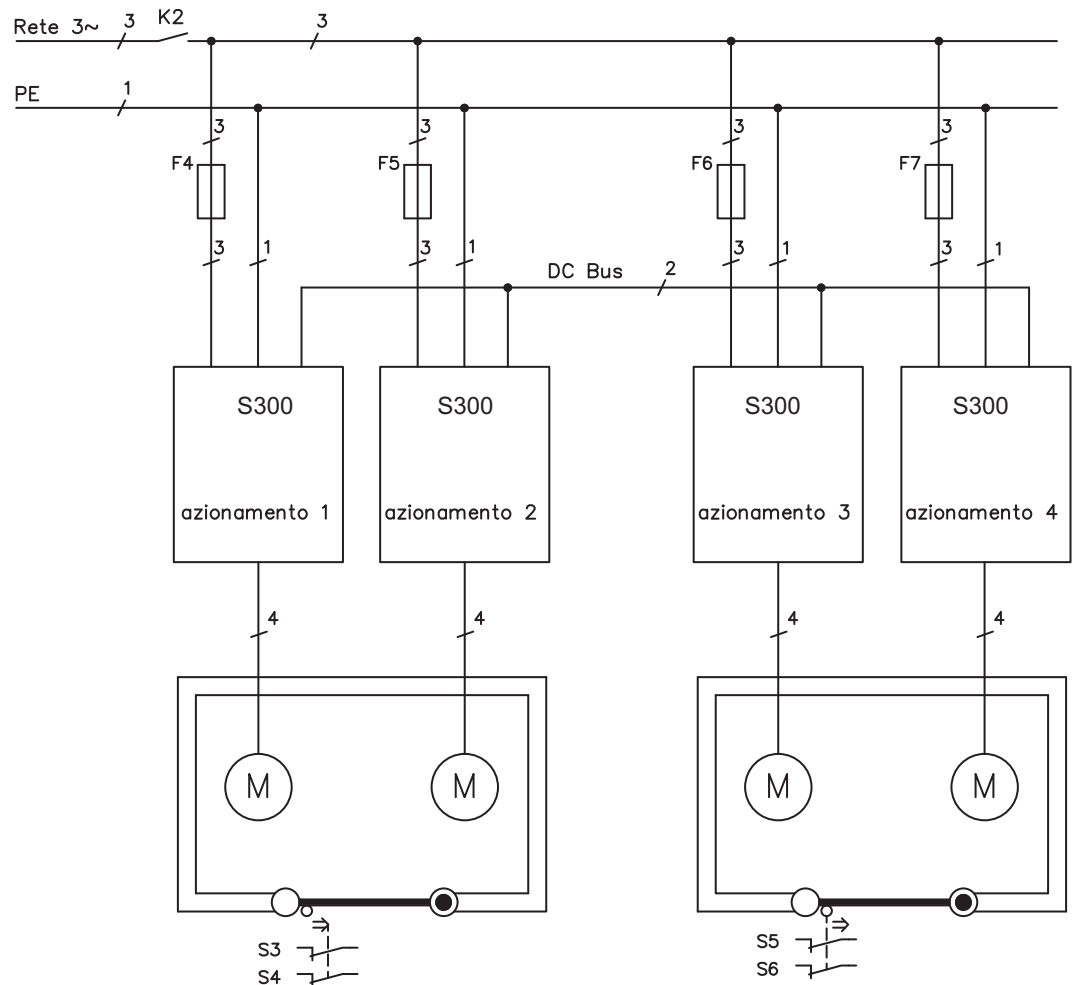 Rete 3~ 3 K2 3
PE 1
3 3 3 3
F4 F5 F6 F7
3 1 3 1 3 1 3 1
DC Bus 2
S300 S300 S300 S300
azionamento 1 azionamento 2 azionamento 3 azionamento 4
4 4 4 4
M M M M
S3 S5
S4 S6